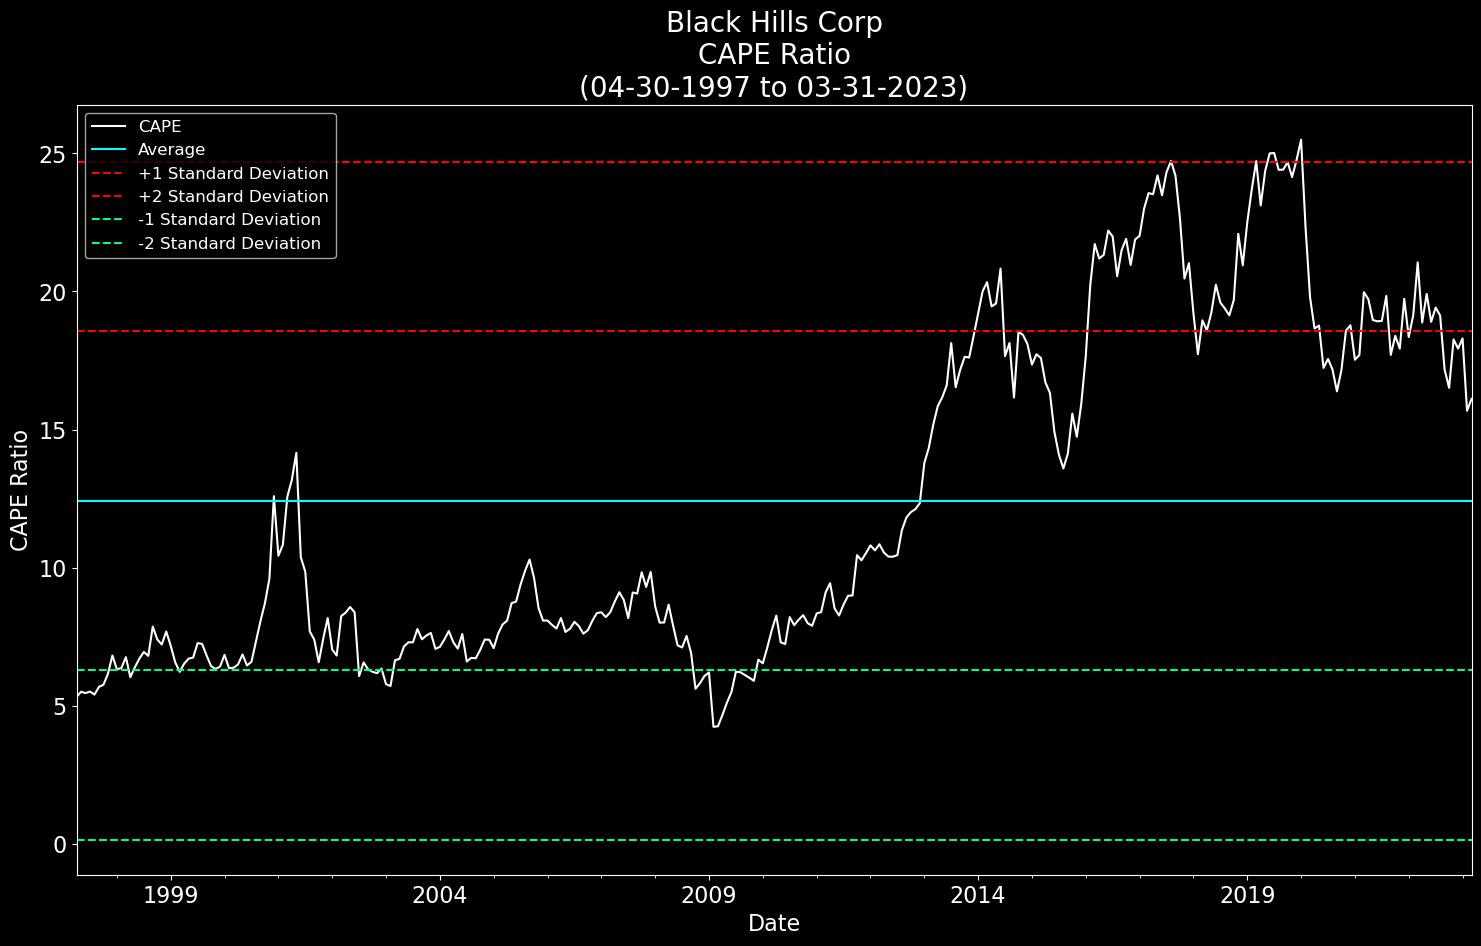 Black Hills Corp
CAPE Ratio
(04-30-1997 to 03-31-2023)
CAPE
Average
+1 Standard Deviation
+2 Standard Deviation
-1 Standard Deviation
-2 Standard Deviation
25
20
15
10
5
0
CAPE Ratio
1999 2004 2009 2014 2019
Date